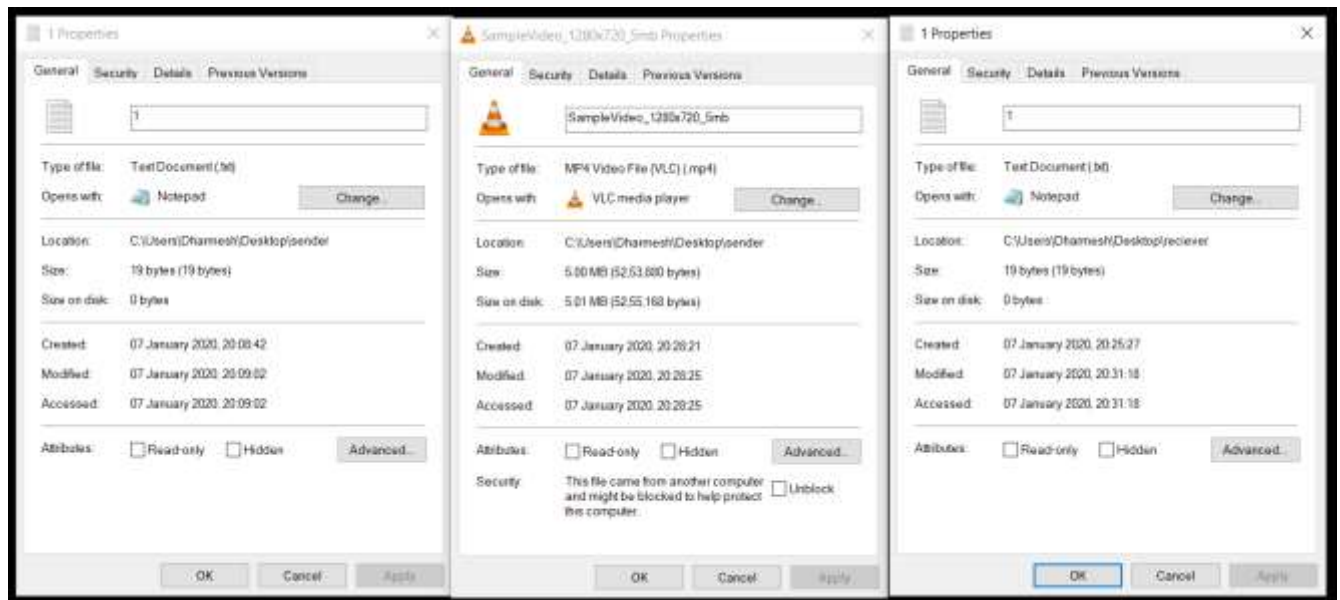 1 Properties
General Security Details Previous Versions
1
Type of file: Text Document (.txt)
Opens with: Notepad Change...
Location: C:\Users\Dharmesh\Desktop\sender
Size: 19 bytes (19 bytes)
Size on disk: 0 bytes
Created: 07 January 2020, 20:08:42
Modified: 07 January 2020, 20:09:02
Accessed: 07 January 2020, 20:09:02
Attributes: Read-only Hidden Advanced...
OK Cancel Apply
SampleVideo_1280x720_5mb Properties
General Security Details Previous Versions
SampleVideo_1280x720_5mb
Type of file: MP4 Video File (VLC) (.mp4)
Opens with: VLC media player Change...
Location: C:\Users\Dharmesh\Desktop\sender
Size: 5.00 MB (52,53,880 bytes)
Size on disk: 5.01 MB (52,55,168 bytes)
Created: 07 January 2020, 20:28:21
Modified: 07 January 2020, 20:28:25
Accessed: 07 January 2020, 20:28:25
Attributes: Read-only Hidden Advanced...
Security: This file came from another computer
and might be blocked to help protect
this computer.
Unblock
OK Cancel Apply
1 Properties
General Security Details Previous Versions
1
Type of file: Text Document (.txt)
Opens with: Notepad Change...
Location: C:\Users\Dharmesh\Desktop\reciever
Size: 19 bytes (19 bytes)
Size on disk: 0 bytes
Created: 07 January 2020, 20:25:27
Modified: 07 January 2020, 20:31:18
Accessed: 07 January 2020, 20:31:18
Attributes: Read-only Hidden Advanced...
OK Cancel Apply